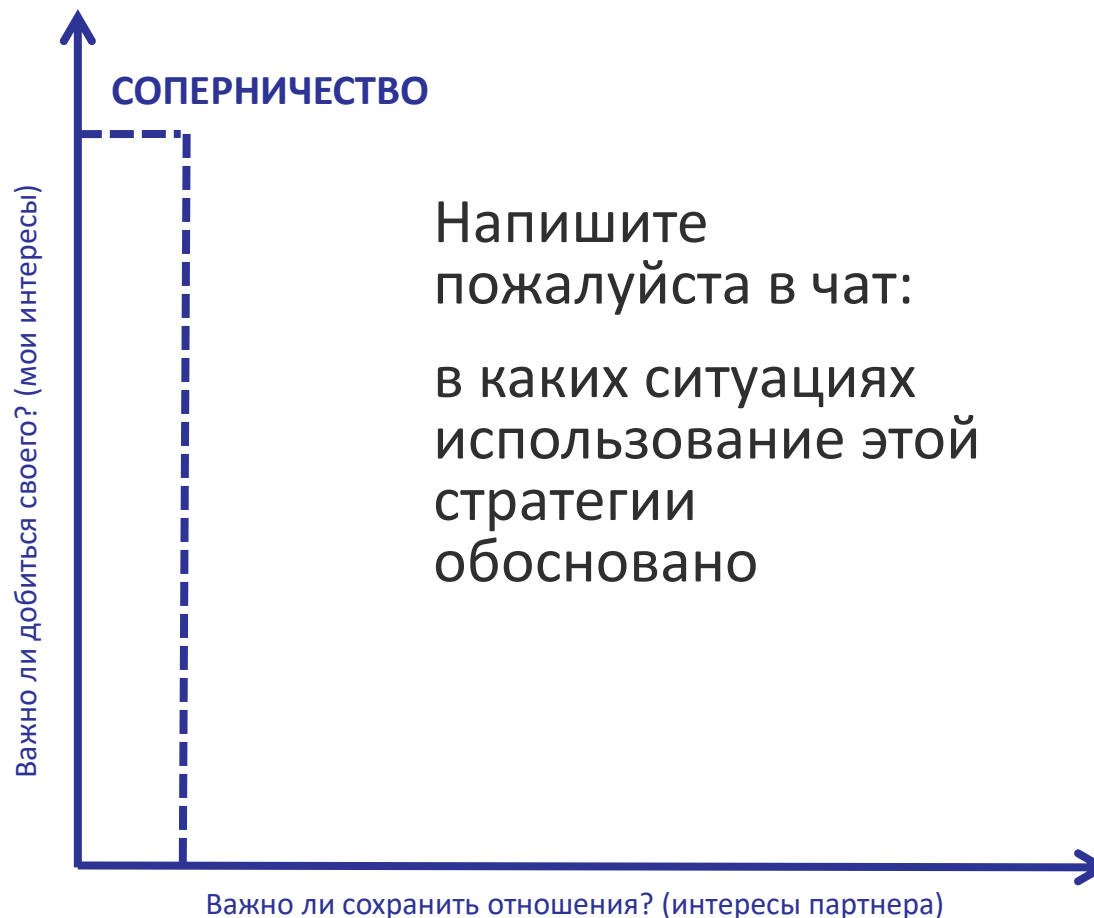 СОПЕРНИЧЕСТВО
Важно ли добиться своего? (мои интересы)
Напишите
пожалуйста в чат:
в каких ситуациях
использование этой
стратегии
обосновано
Важно ли сохранить отношения? (интересы партнера)